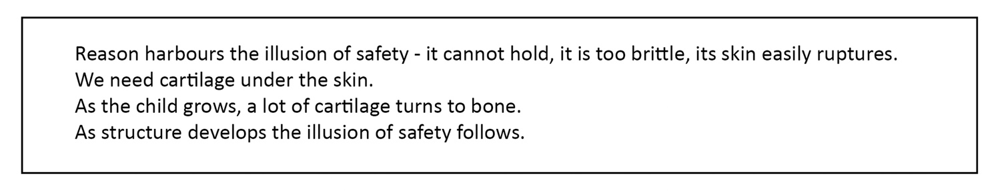 Reason harbours the illusion of safety - it cannot hold, it is too brittle, its skin easily ruptures.
We need cartilage under the skin.
As the child grows, a lot of cartilage turns to bone.
As structure develops the illusion of safety follows.